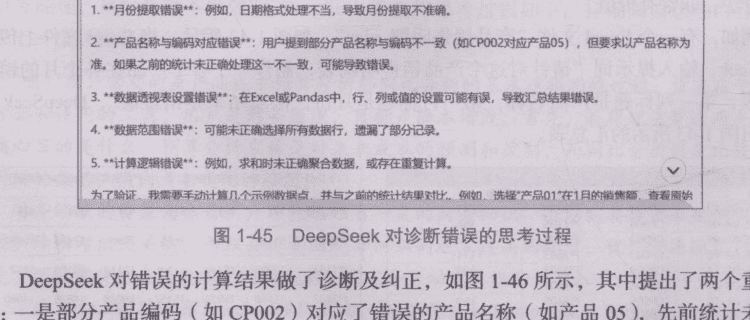 1. **月份提取错误**：例如，日期格式处理不当，导致月份提取不准确。
2. **产品名称与编码对应错误**：用户提到部分产品名称与编码不一致（如CP002对应产品05），但要求以产品名称为
准，如果之前的统计未正确处理这一不一致，可能导致错误。
3. **数据透视表设置错误**：在Excel或Pandas中，行、列或值的设置可能有误，导致汇总结果错误。
4. **数据范围错误**：可能未正确选择所有数据行，遗漏了部分记录。
5. **计算逻辑错误**：例如，求和时未正确聚合数据，或存在重复计算。
为了验证，我需要手动计算几个示例数据点，并与之前的统计结果对比。例如，选择"产品01"在1月的销售额，查看原始
图 1-45 DeepSeek 对诊断错误的思考过程
DeepSeek 对错误的计算结果做了诊断及纠正，如图 1-46 所示，其中提出了两个重
：一是部分产品编码（如 CP002）对应了错误的产品名称（如产品 05），先前统计未